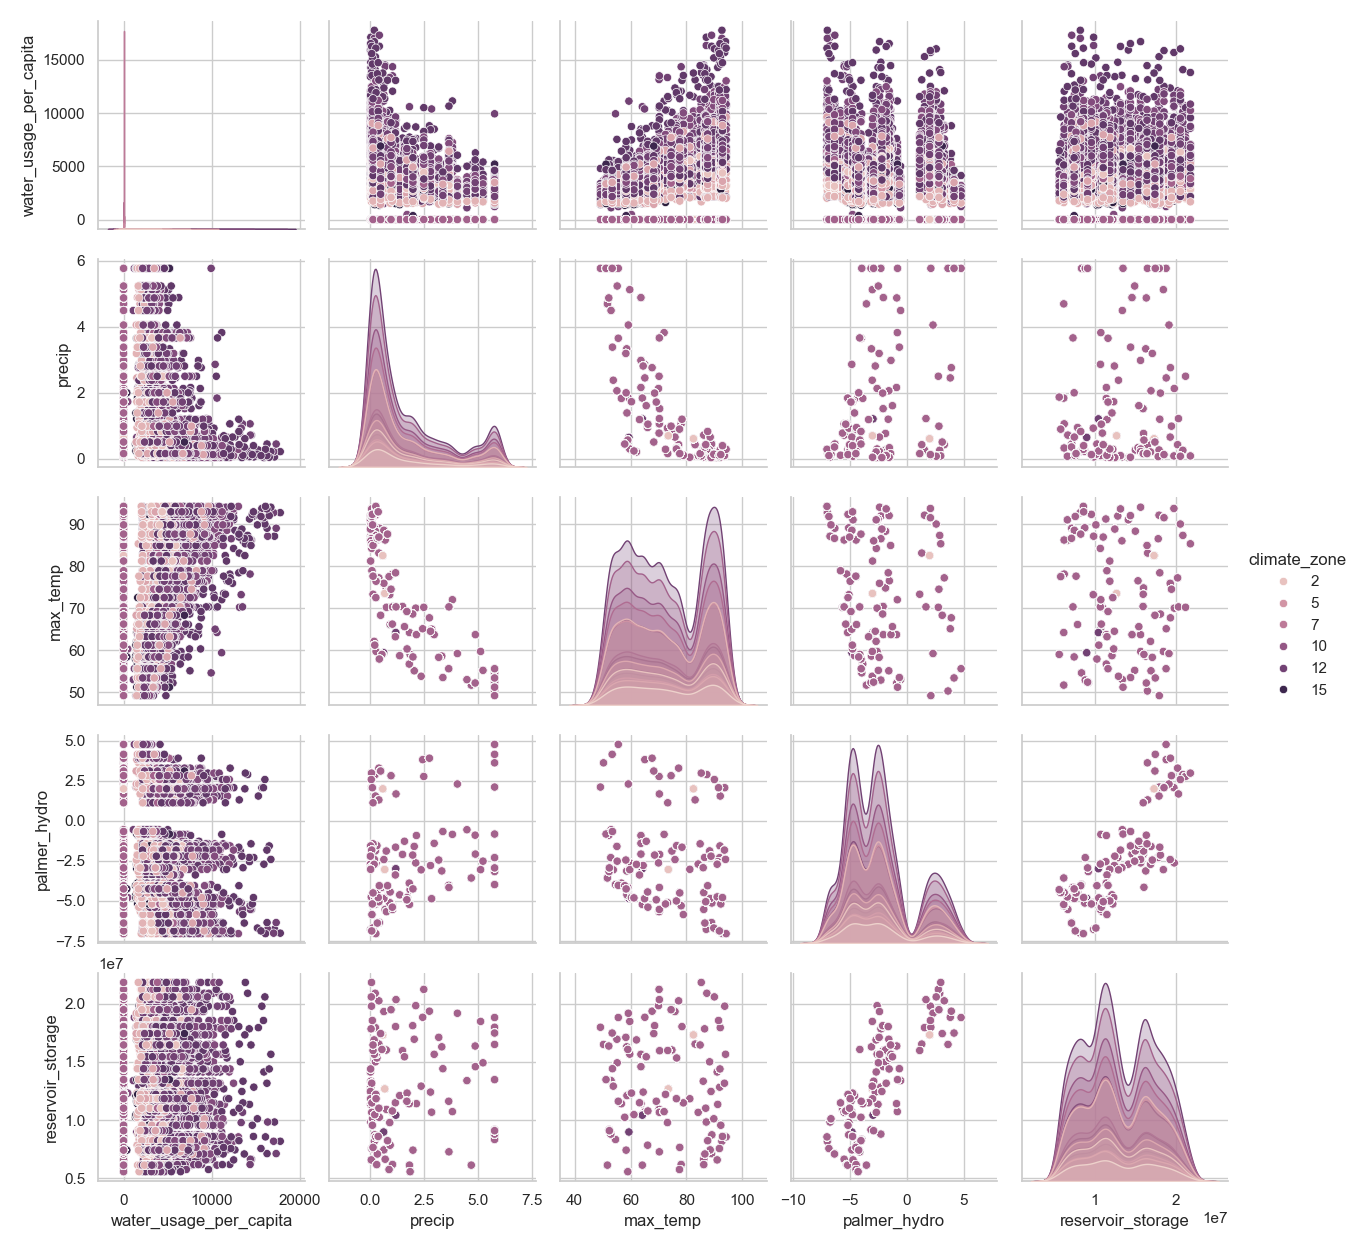 water_usage_per_capita
15000
10000
5000
0
precip
6
4
2
0
max_temp
90
80
70
60
50
climate_zone
2
5
7
10
12
15
palmer_hydro
5.0
2.5
0.0
−2.5
−5.0
−7.5
1e7
reservoir_storage
2.0
1.5
1.0
0.5
0 10000 20000
0.0 2.5 5.0 7.5
40 60 80 100
−10 −5 0 5
1 2
1e7
water_usage_per_capita precip max_temp palmer_hydro reservoir_storage